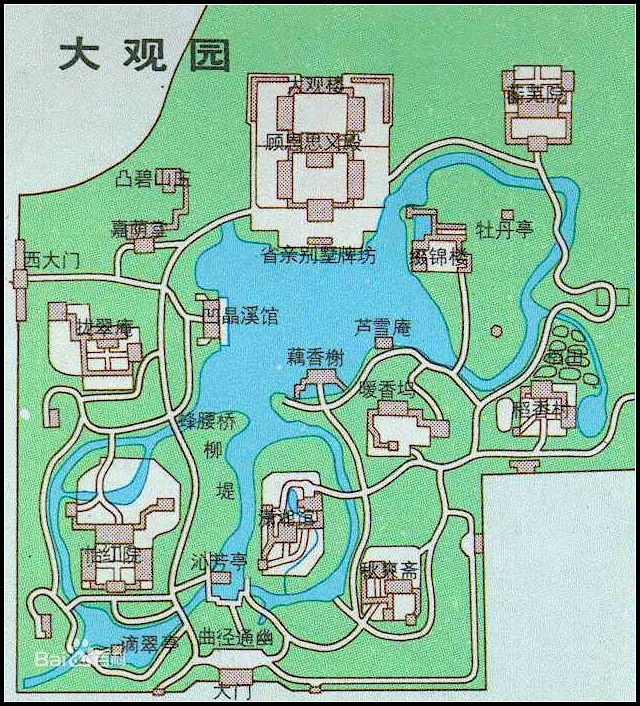 大观园
大观楼
蘅芜院
顾恩思义殿
凸碧山庄
嘉荫堂
牡丹亭
西大门
省亲别墅牌坊
缀锦楼
凹晶溪馆
拢翠庵
芦雪庵
藕香榭
稻香村
暖香坞
蜂腰桥
柳
堤
潇湘馆
怡红院
沁芳亭
秋爽斋
滴翠亭
曲径通幽
大门
Bai
百科